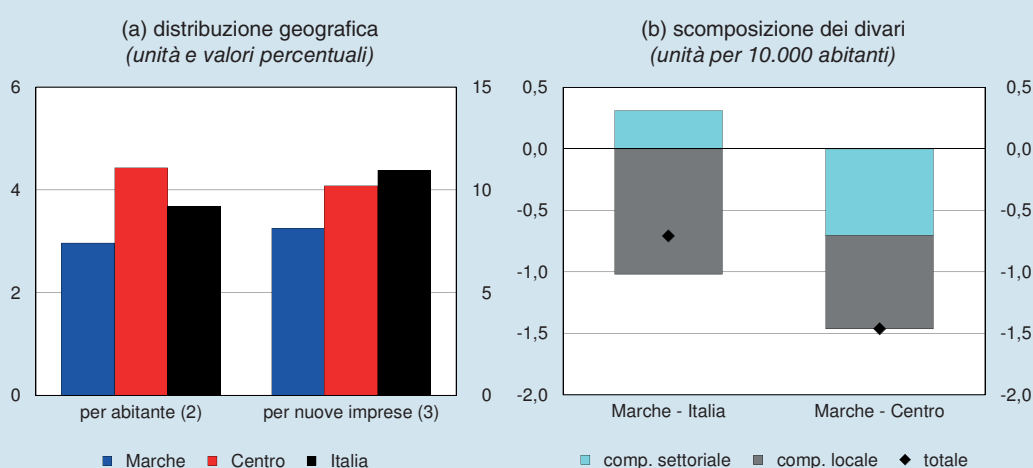 (a) distribuzione geografica
(unità e valori percentuali)
6
4
2
0
15
10
5
0
per abitante (2)
per nuove imprese (3)
Marche
Centro
Italia
(b) scomposizione dei divari
(unità per 10.000 abitanti)
0,5
0,0
-0,5
-1,0
-1,5
-2,0
0,5
0,0
-0,5
-1,0
-1,5
-2,0
Marche - Italia
Marche - Centro
comp. settoriale
comp. locale
totale